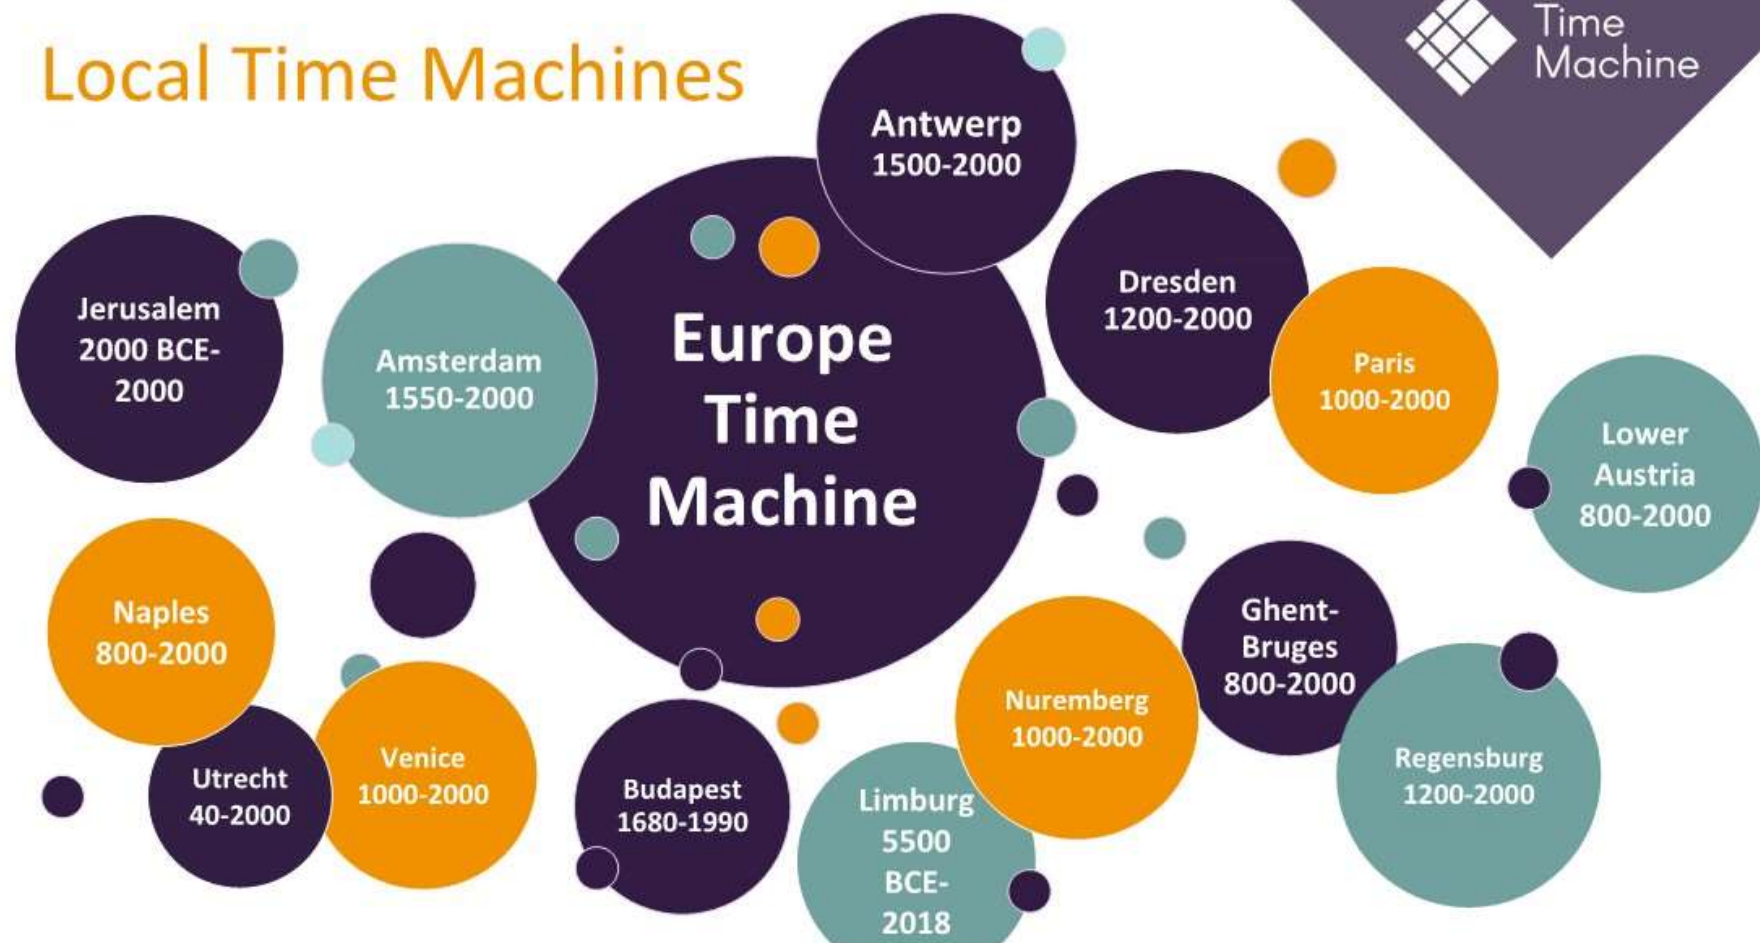 Local Time Machines
Time
Machine
Antwerp
1500-2000
Jerusalem
2000 BCE-
2000
Amsterdam
1550-2000
Europe
Time
Machine
Dresden
1200-2000
Paris
1000-2000
Lower
Austria
800-2000
Naples
800-2000
Utrecht
40-2000
Venice
1000-2000
Budapest
1680-1990
Limburg
5500
BCE-
2018
Nuremberg
1000-2000
Ghent-
Bruges
800-2000
Regensburg
1200-2000